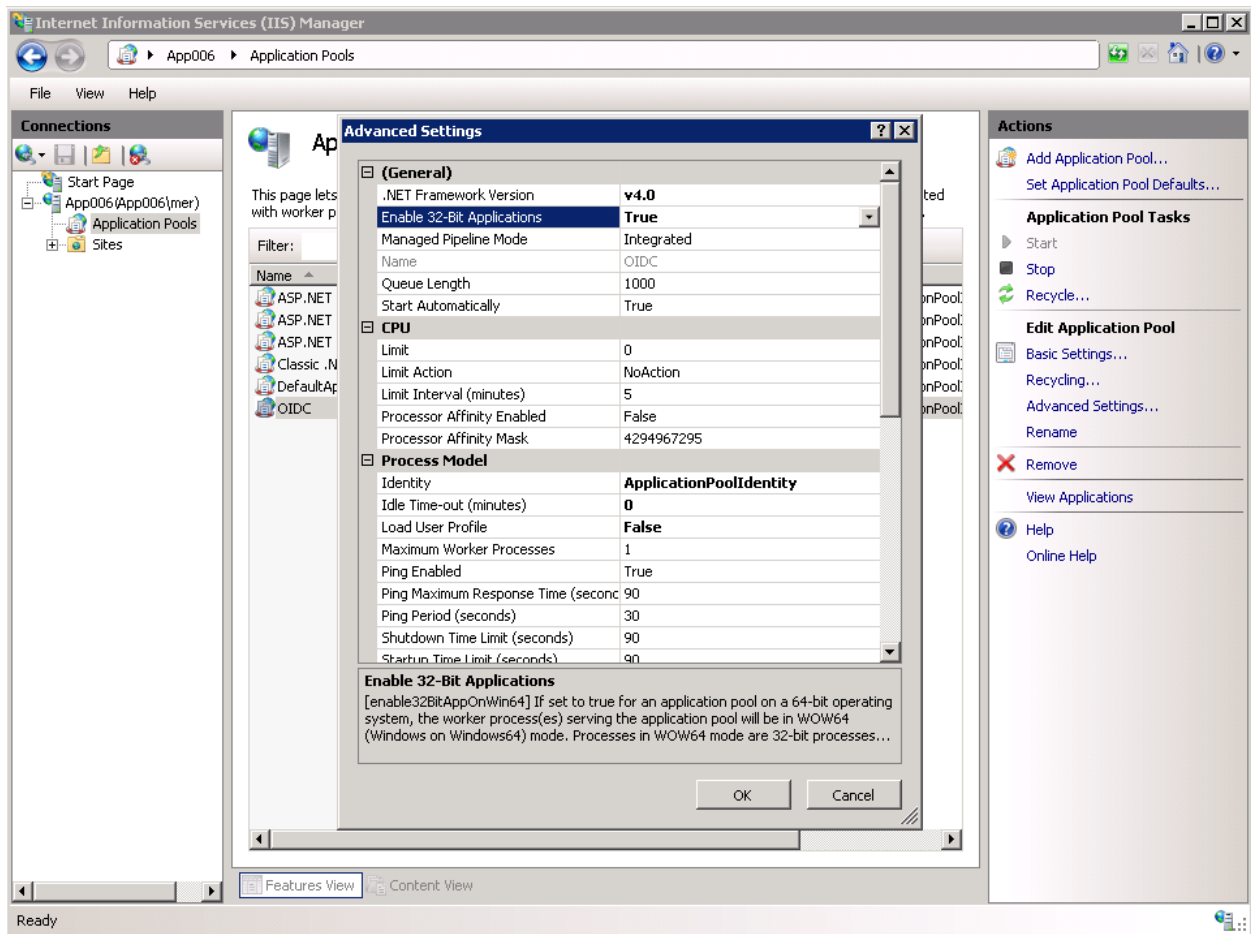 Internet Information Services (IIS) Manager
App006 Application Pools
File View Help
Connections
Start Page
App006 (App006\mer)
Application Pools
Sites
This page lets
with worker
Filter:
Name
ASP.NET
ASP.NET
ASP.NET
Classic
OIDC
Advanced Settings
(General)
.NET Framework Version v4.0
Enable 32-Bit Applications True
Managed Pipeline Mode Integrated
Name OIDC
Queue Length 1000
Start Automatically True
CPU
Limit 0
Limit Action NoAction
Limit Interval (minutes) 5
Processor Affinity Enabled False
Processor Affinity Mask 4294967295
Process Model
Identity ApplicationPoolIdentity
Idle Time-out (minutes) 0
Load User Profile False
Maximum Worker Processes 1
Ping Enabled True
Ping Maximum Response Time (secon 90
Ping Period (seconds) 30
Shutdown Time Limit (seconds) 90
Startup Time Limit (seconds) 90
Enable 32-Bit Applications
[enable32BitAppOnWin64] If set to true for an application pool on a 64-bit operating
system, the worker process(es) serving the application pool will be in WOW64
(Windows on Windows64) mode. Processes in WOW64 mode are 32-bit processes...
OK Cancel
Features View Content View
Actions
Add Application Pool...
Set Application Pool Defaults...
Application Pool Tasks
Start
Stop
Recycle...
Edit Application Pool
Basic Settings...
Recycling...
Advanced Settings...
Rename
Remove
View Applications
Help
Online Help
Ready